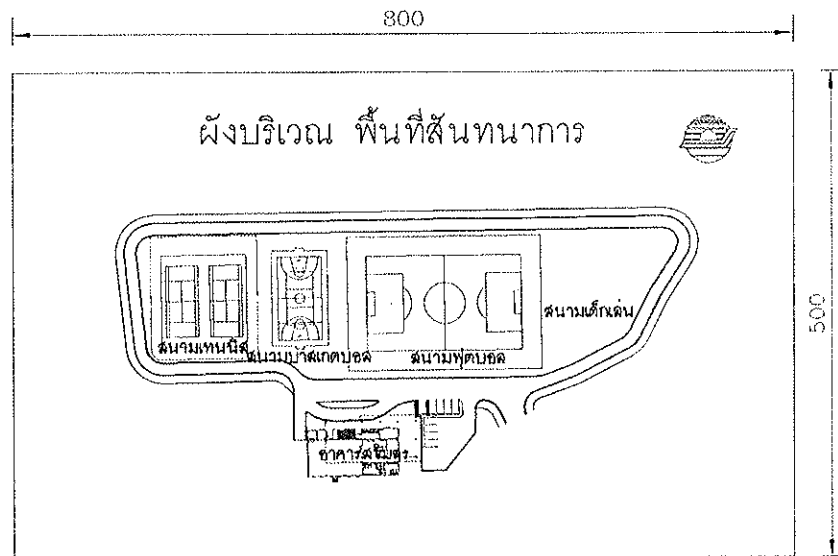 800
ผังบริเวณ พื้นที่สันทนาการ
500
สนามเด็กเล่น
สนามเทนนิส
สนามบาสเกตบอล
สนามฟุตบอล
อาคารสโมสร